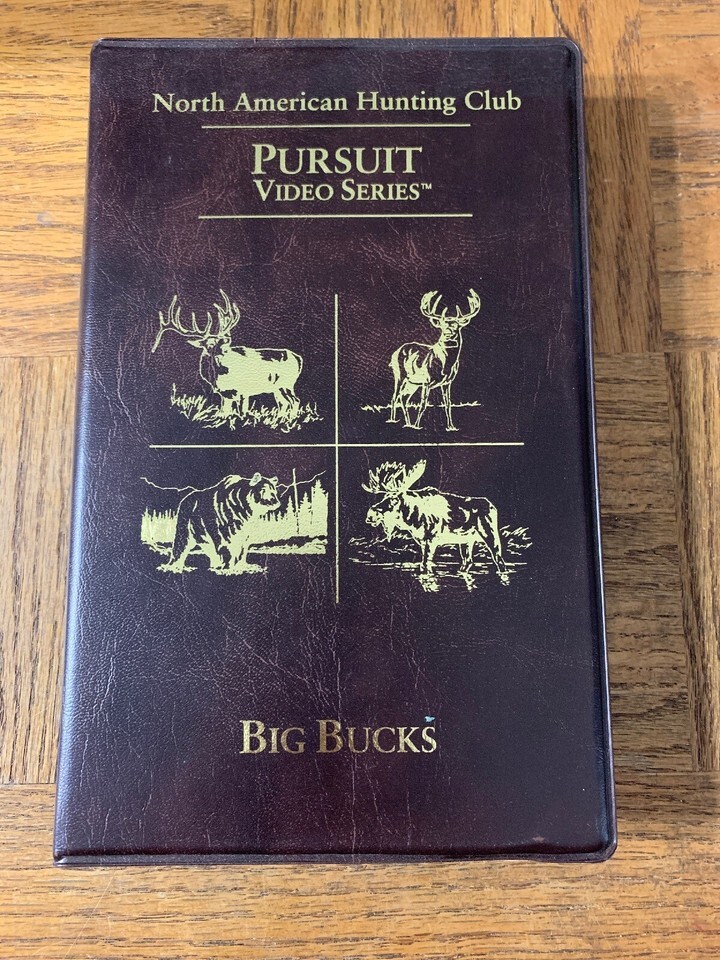 North American Hunting Club
PURSUIT
VIDEO SERIES™
BIG BUCKS